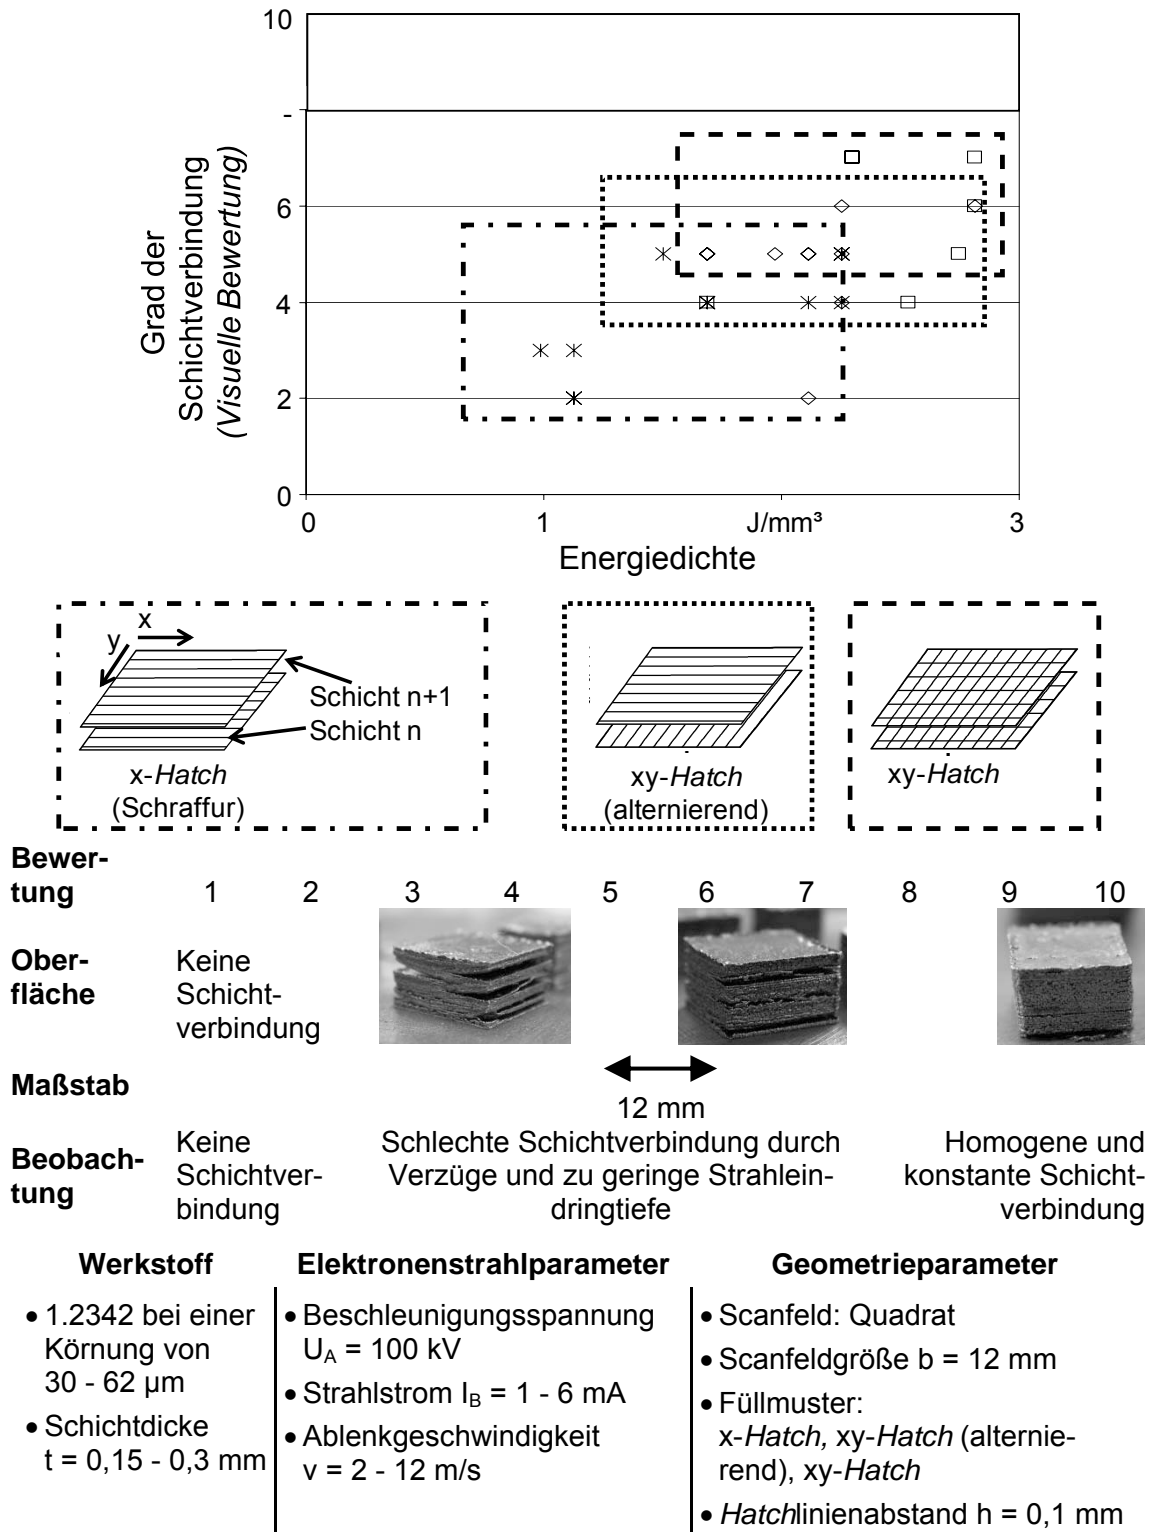 10
-
6
4
2
0
Grad der
Schichtverbindung
(Visuelle Bewertung)
0
1
J/mm³
3
Energiedichte
x
y
Schicht n+1
Schicht n
x-Hatch
(Schraffur)
xy-Hatch
(alternierend)
xy-Hatch
Bewer-
tung
1 2 3 4 5 6 7 8 9 10
Ober-
fläche
Keine
Schicht-
verbindung
Maßstab
12 mm
Beobach-
tung
Keine
Schichtver-
bindung
Schlechte Schichtverbindung durch
Verzüge und zu geringe Strahlein-
dringtiefe
Homogene und
konstante Schicht-
verbindung
Werkstoff
• 1.2342 bei einer
Körnung von
30 - 62 µm
• Schichtdicke
t = 0,15 - 0,3 mm
Elektronenstrahlparameter
• Beschleunigungsspannung
U_A = 100 kV
• Strahlstrom I_B = 1 - 6 mA
• Ablenkgeschwindigkeit
v = 2 - 12 m/s
Geometrieparameter
• Scanfeld: Quadrat
• Scanfeldgröße b = 12 mm
• Füllmuster:
x-Hatch, xy-Hatch (alternie-
rend), xy-Hatch
• Hatchlinienabstand h = 0,1 mm